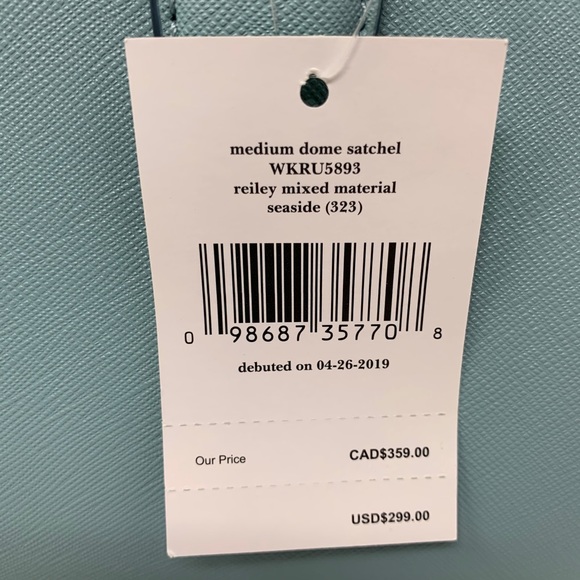 medium dome satchel
WKRU5893
reiley mixed material
seaside (323)
0 98687 35770 8
debuted on 04-26-2019
Our Price CAD$359.00
USD$299.00